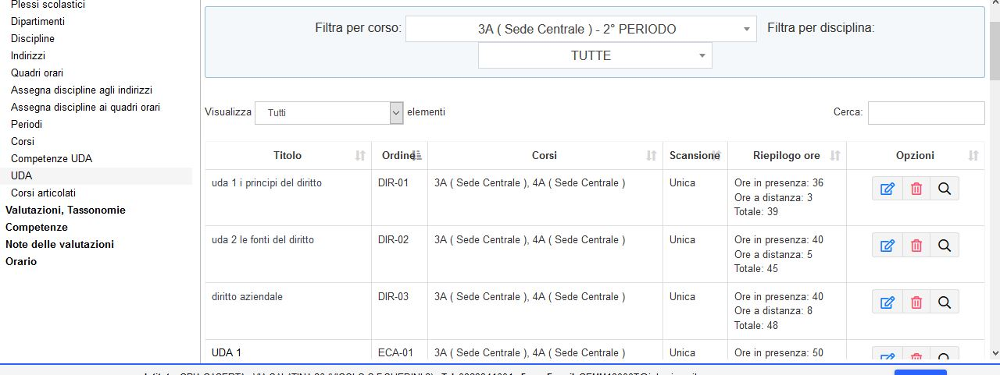 Plessi scolastici
Dipartimenti
Discipline
Indirizzi
Quadri orari
Assegna discipline agli indirizzi
Assegna discipline ai quadri orari
Periodi
Corsi
Competenze UDA
UDA
Corsi articolati
Valutazioni, Tassonomie
Competenze
Note delle valutazioni
Orario
Filtra per corso: 3A ( Sede Centrale ) - 2° PERIODO Filtra per disciplina:
TUTTE
Visualizza Tutti elementi Cerca:
Titolo Ordine Corsi Scansione Riepilogo ore Opzioni
uda 1 i principi del diritto DIR-01 3A ( Sede Centrale ), 4A ( Sede Centrale ) Unica Ore in presenza: 36
Ore a distanza: 3
Totale: 39
uda 2 le fonti del diritto DIR-02 3A ( Sede Centrale ), 4A ( Sede Centrale ) Unica Ore in presenza: 40
Ore a distanza: 5
Totale: 45
diritto aziendale DIR-03 3A ( Sede Centrale ), 4A ( Sede Centrale ) Unica Ore in presenza: 40
Ore a distanza: 8
Totale: 48
UDA 1 ECA-01 3A ( Sede Centrale ), 4A ( Sede Centrale ) Unica Ore in presenza: 50